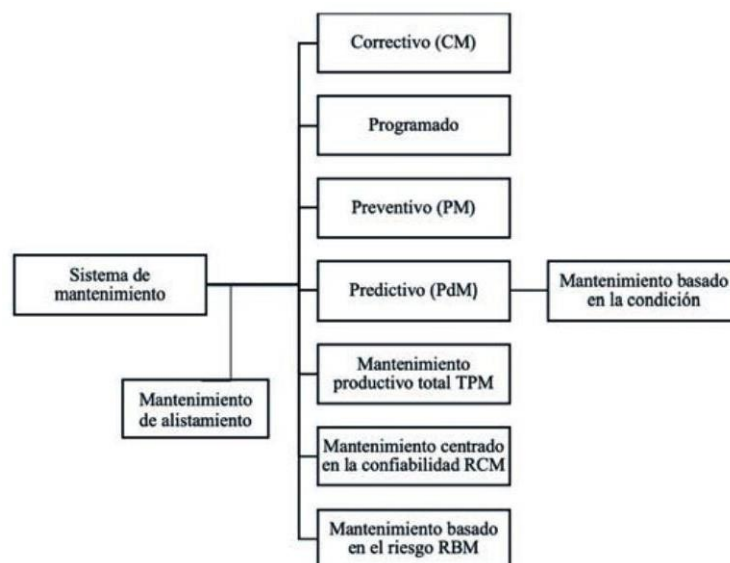 Correctivo (CM)
Programado
Preventivo (PM)
Sistema de
mantenimiento
Predictivo (PdM)
Mantenimiento basado
en la condición
Mantenimiento
de alistamiento
Mantenimiento
productivo total TPM
Mantenimiento centrado
en la confiabilidad RCM
Mantenimiento basado
en el riesgo RBM